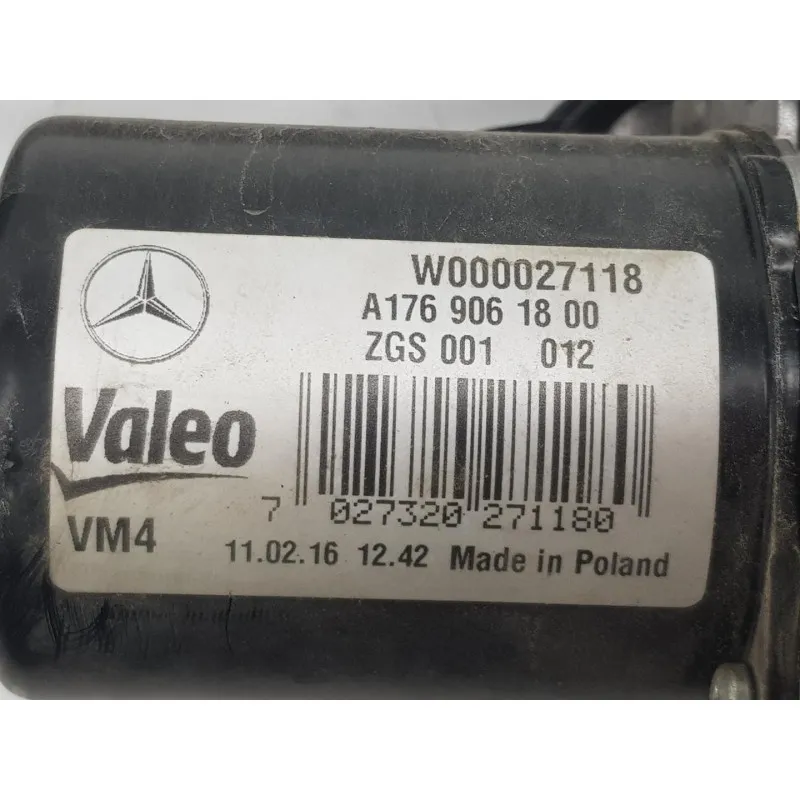 W000027118
A176 906 18 00
ZGS 001 012
Valeo
7 027320 271180
VM4
11.02.16 12.42 Made in Poland